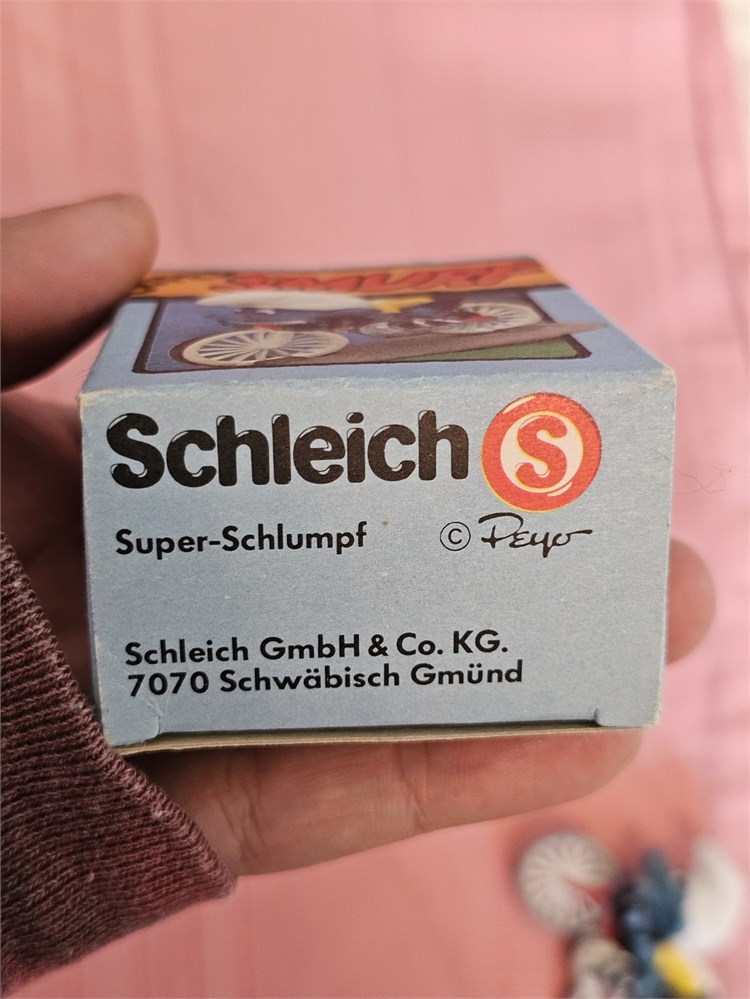 Schleich S
Super-Schlumpf © Peyo
Schleich GmbH & Co. KG.
7070 Schwäbisch Gmünd